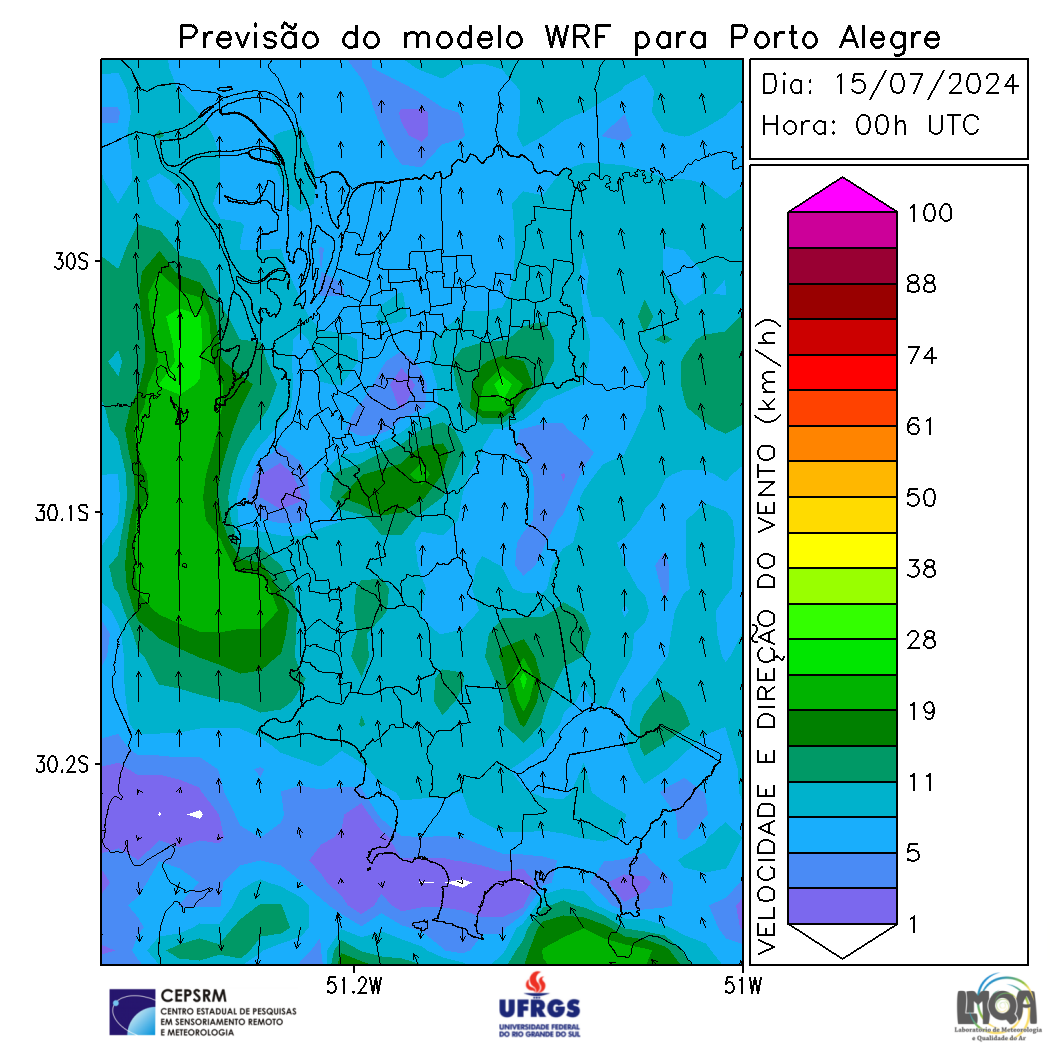 Previsão do modelo WRF para Porto Alegre
Dia: 15/07/2024
Hora: 00h UTC
30S
30.1S
30.2S
51.2W
51W
VELOCIDADE E DIREÇÃO DO VENTO (km/h)
100
88
74
61
50
38
28
19
11
5
1
CEPSRM
CENTRO ESTADUAL DE PESQUISAS
EM SENSORIAMENTO REMOTO
E METEOROLOGIA
UFRGS
UNIVERSIDADE FEDERAL
DO RIO GRANDE DO SUL
LMQA
Laboratório de Meteorologia
e Qualidade do Ar